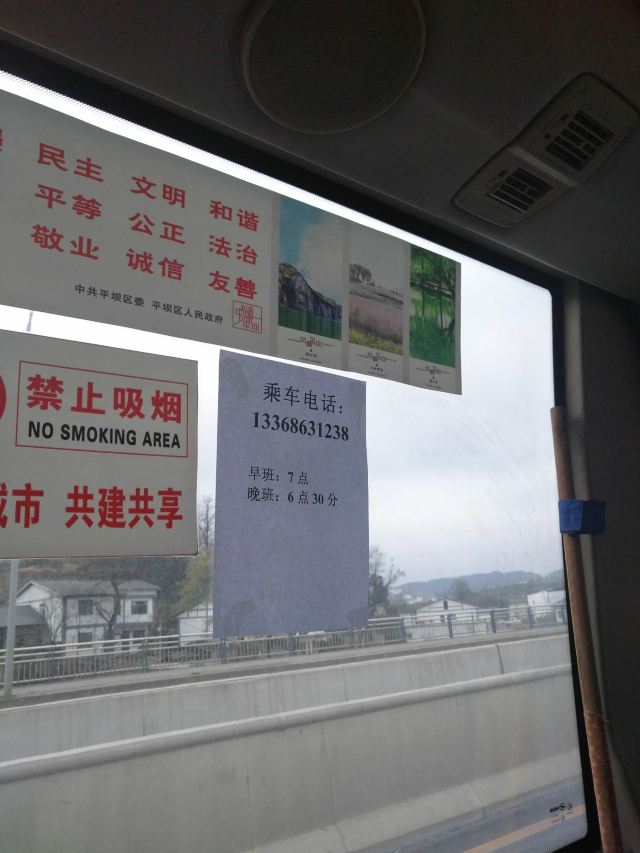 民主 文明 和谐
平等 公正 法治
敬业 诚信 友善
中共平坝区委 平坝区人民政府
禁止吸烟
NO SMOKING AREA
城市 共建共享
乘车电话：
13368631238
早班：7点
晚班：6点30分